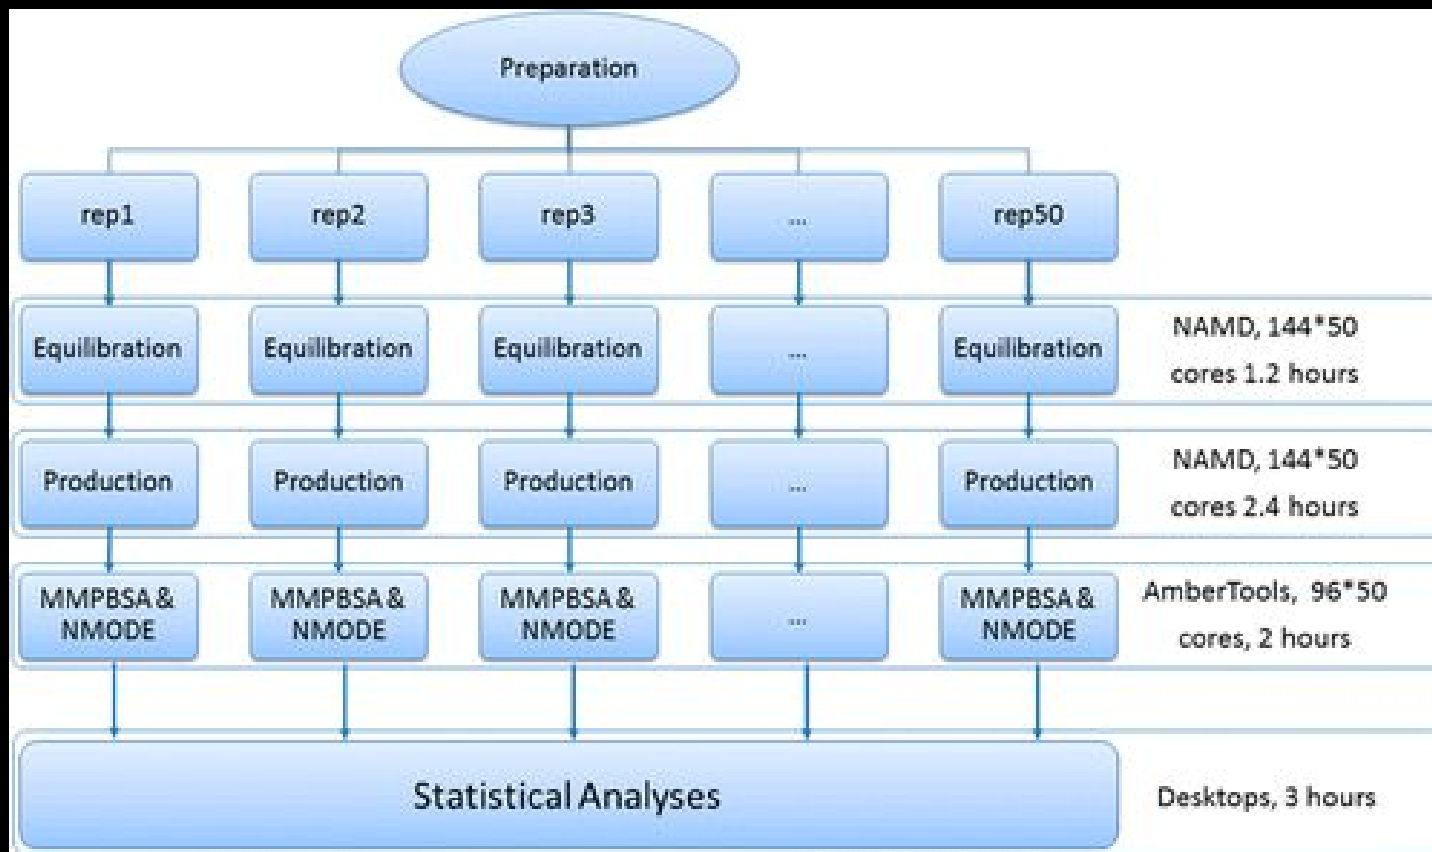 Preparation
rep1
rep2
rep3
...
rep50
Equilibration
Equilibration
Equilibration
...
Equilibration
NAMD, 144*50
cores 1.2 hours
Production
Production
Production
...
Production
NAMD, 144*50
cores 2.4 hours
MMPBSA &
NMODE
MMPBSA &
NMODE
MMPBSA &
NMODE
...
MMPBSA &
NMODE
AmberTools, 96*50
cores, 2 hours
Statistical Analyses
Desktops, 3 hours